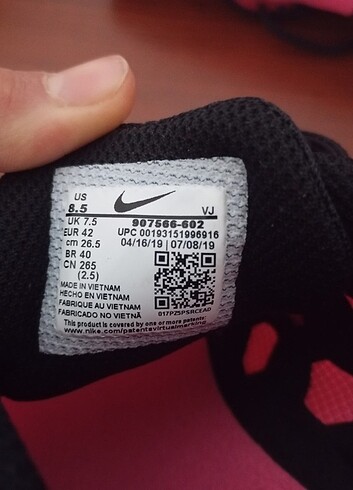 US
8.5 VJ
UK 7.5 907566-602
EUR 42 UPC 00193151996916
cm 26.5 04/16/19 | 07/08/19
BR 40
CN 265
(2.5)
MADE IN VIETNAM
HECHO EN VIETNAM
FABRIQUE AU VIETNAM
FABRICADO NO VIETNÃ
017PZSPSRCEAD
This product is covered by one or more patents:
www.nike.com/patentsvirtualmarking